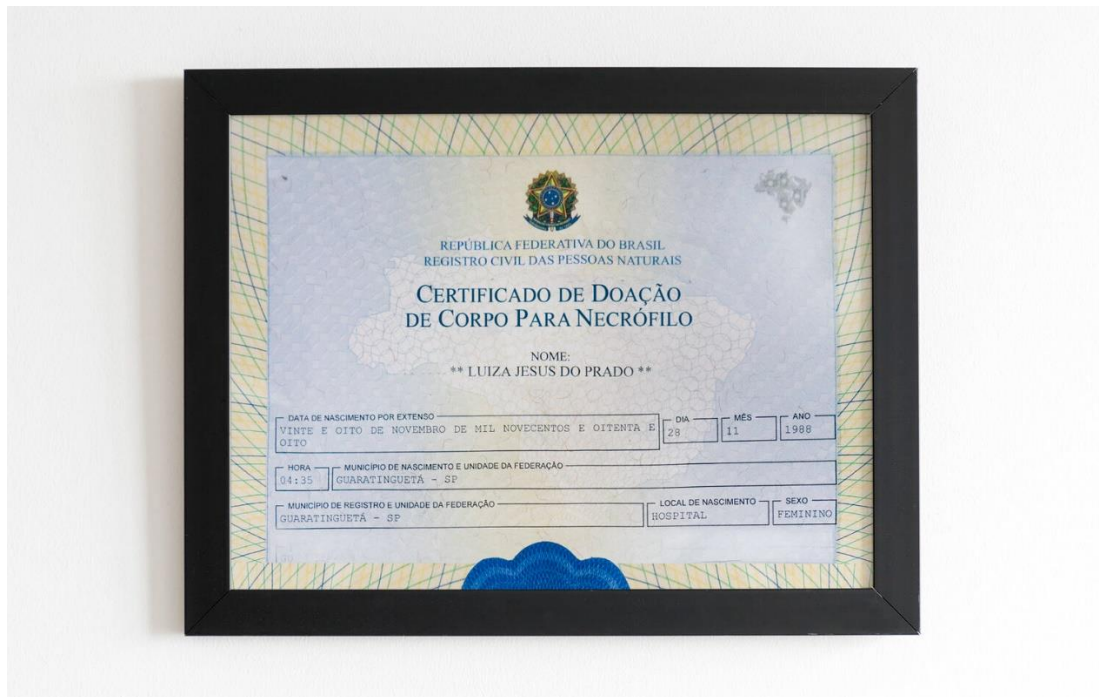 REPÚBLICA FEDERATIVA DO BRASIL
REGISTRO CIVIL DAS PESSOAS NATURAIS
CERTIFICADO DE DOAÇÃO
DE CORPO PARA NECRÓFILO
NOME:
** LUIZA JESUS DO PRADO **
DATA DE NASCIMENTO POR EXTENSO
VINTE E OITO DE NOVEMBRO DE MIL NOVECENTOS E OITENTA E
OITO
DIA
28
MÊS
11
ANO
1988
HORA
04:35
MUNICÍPIO DE NASCIMENTO E UNIDADE DA FEDERAÇÃO
GUARATINGUETÁ - SP
MUNICÍPIO DE REGISTRO E UNIDADE DA FEDERAÇÃO
GUARATINGUETÁ - SP
LOCAL DE NASCIMENTO
HOSPITAL
SEXO
FEMININO